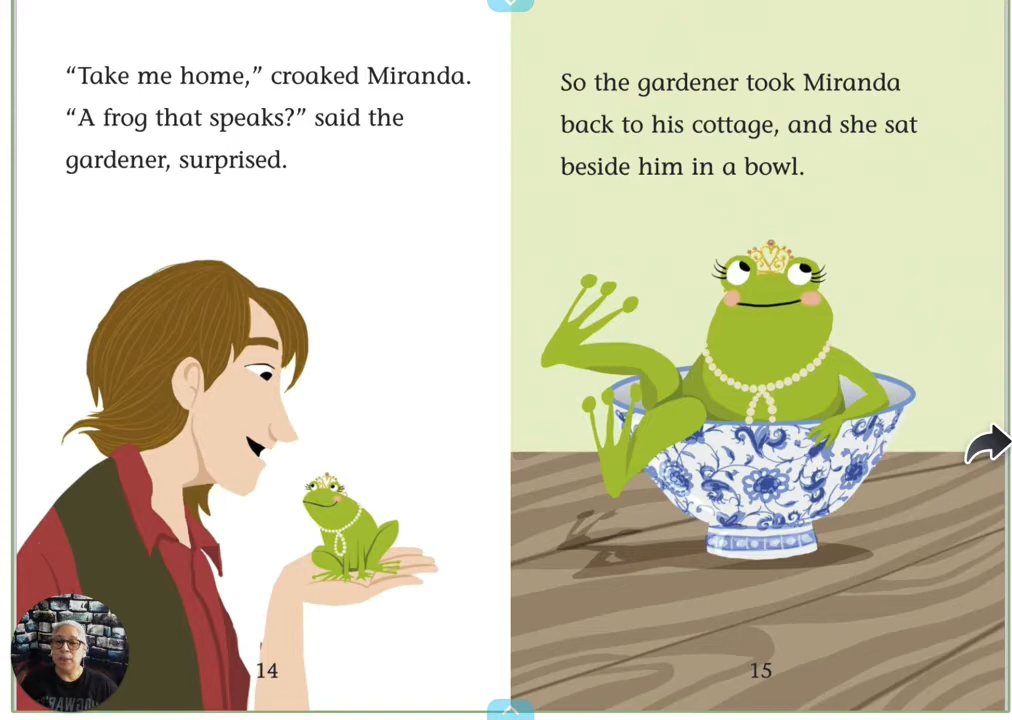 “Take me home,” croaked Miranda.
“A frog that speaks?” said the
gardener, surprised.
So the gardener took Miranda
back to his cottage, and she sat
beside him in a bowl.
14
15